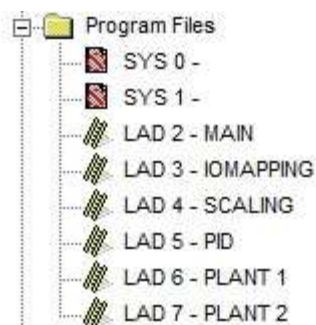 Program Files
SYS 0 -
SYS 1 -
LAD 2 - MAIN
LAD 3 - IOMAPPING
LAD 4 - SCALING
LAD 5 - PID
LAD 6 - PLANT 1
LAD 7 - PLANT 2